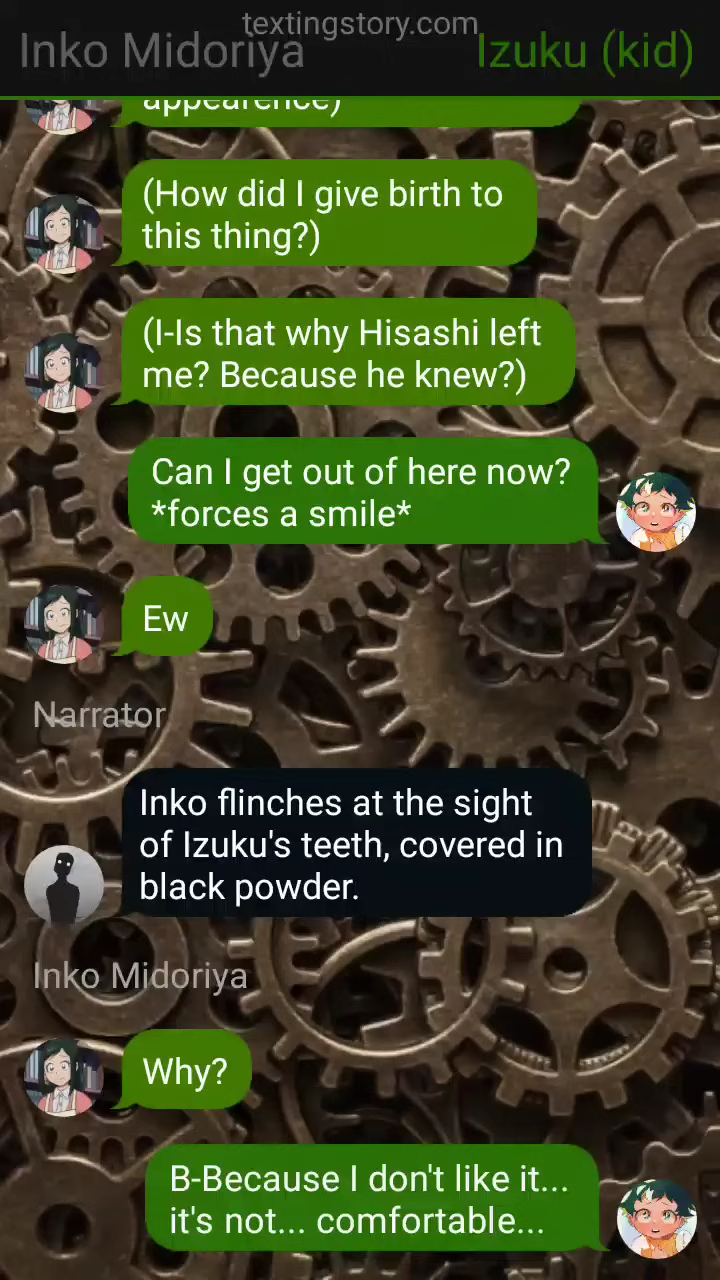 textingstory.com
Inko Midoriya
Izuku (kid)
appearence)
(How did I give birth to
this thing?)
(I-Is that why Hisashi left
me? Because he knew?)
Can I get out of here now?
*forces a smile*
Ew
Narrator
Inko flinches at the sight
of Izuku's teeth, covered in
black powder.
Inko Midoriya
Why?
B-Because I don't like it...
it's not... comfortable...